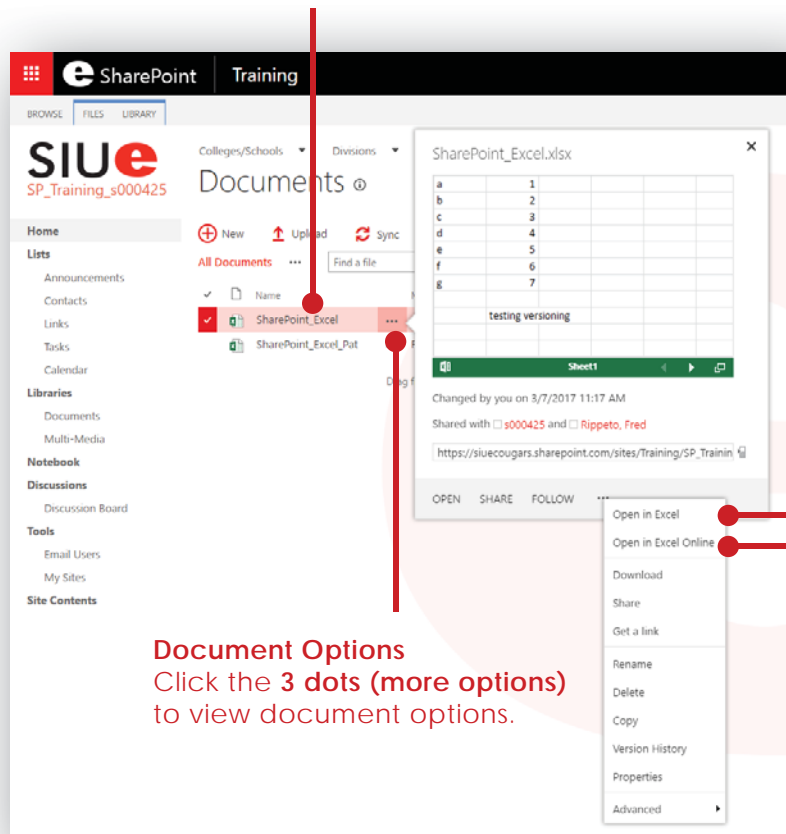 SharePoint Training
BROWSE FILES LIBRARY
SIUe
SP_Training_s000425
Home
Lists
Announcements
Contacts
Links
Tasks
Calendar
Libraries
Documents
Multi-Media
Notebook
Discussions
Discussion Board
Tools
Email Users
My Sites
Site Contents
Colleges/Schools Divisions
Documents
New Upload Sync
All Documents ... Find a file
Name
SharePoint_Excel ...
SharePoint_Excel_Pat
Drag f
SharePoint_Excel.xlsx
a 1
b 2
c 3
d 4
e 5
f 6
g 7
testing versioning
Sheet1
Changed by you on 3/7/2017 11:17 AM
Shared with s000425 and Rippeto, Fred
https://siuecougars.sharepoint.com/sites/Training/SP_Trainin
OPEN SHARE FOLLOW ...
Open in Excel
Open in Excel Online
Download
Share
Get a link
Rename
Delete
Copy
Version History
Properties
Advanced
Document Options
Click the 3 dots (more options)
to view document options.